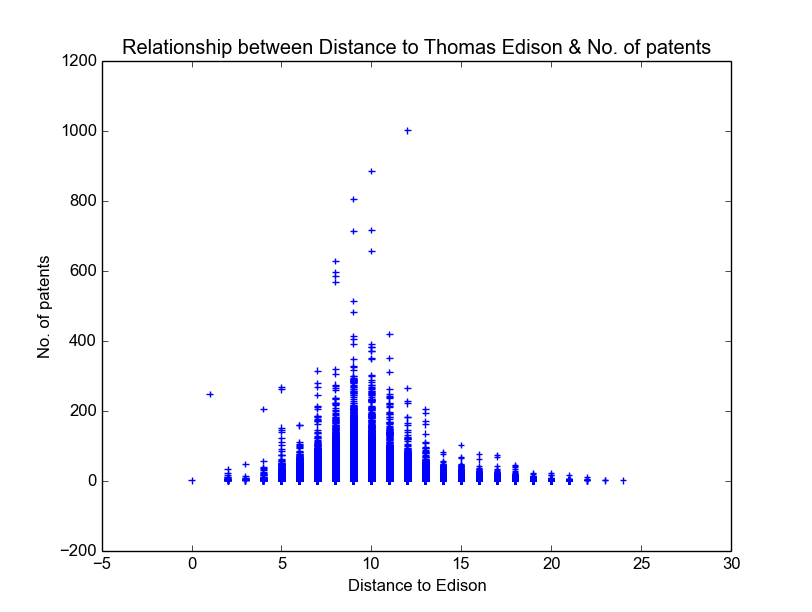 Relationship between Distance to Thomas Edison & No. of patents
1200
1000
800
600
400
200
0
−200
No. of patents
−5 0 5 10 15 20 25 30
Distance to Edison